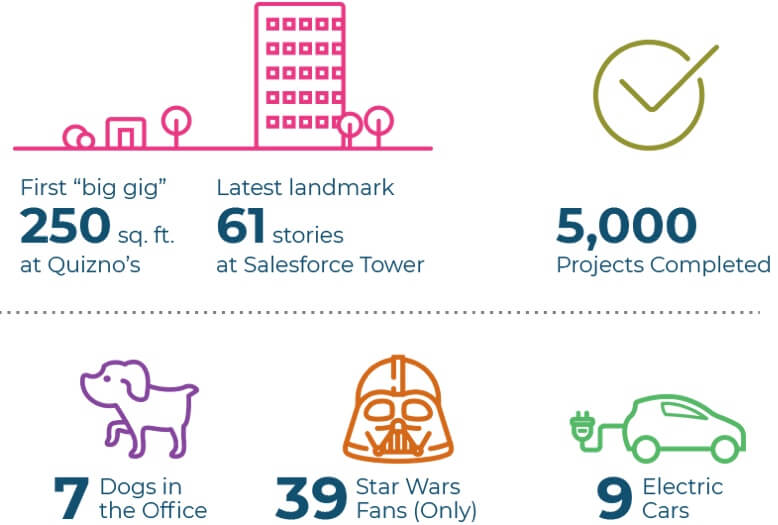 First “big gig”
250 sq. ft.
at Quizno’s
Latest landmark
61 stories
at Salesforce Tower
5,000
Projects Completed
7 Dogs in
the Office
39 Star Wars
Fans (Only)
9 Electric
Cars